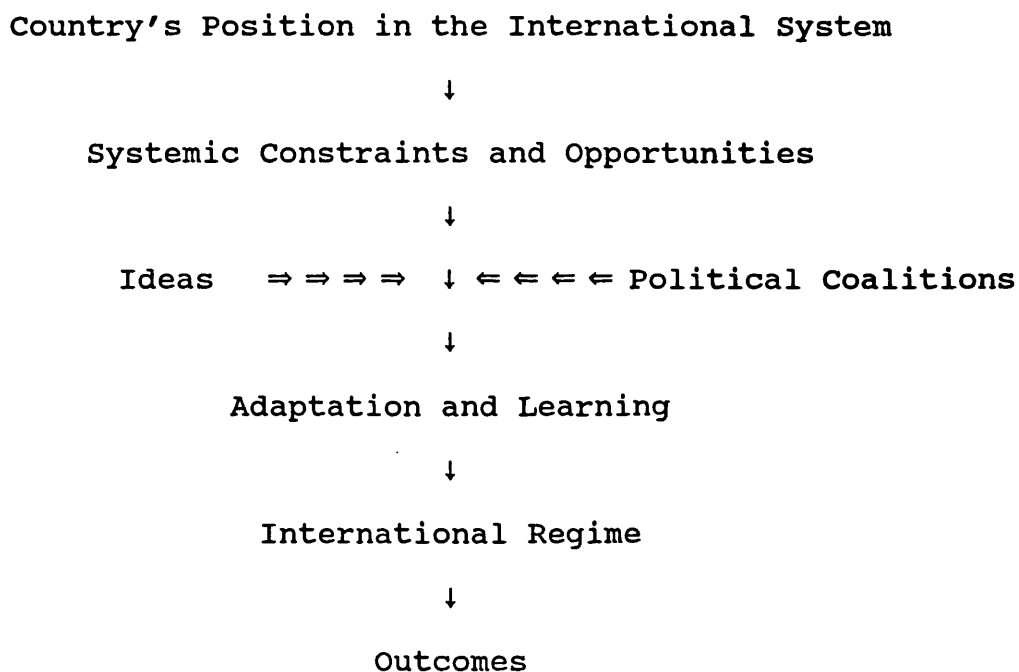 Country's Position in the International System
↓
Systemic Constraints and Opportunities
↓
Ideas ⇒ ⇒ ⇒ ⇒ ↓ ⇐ ⇐ ⇐ ⇐ Political Coalitions
↓
Adaptation and Learning
↓
International Regime
↓
Outcomes